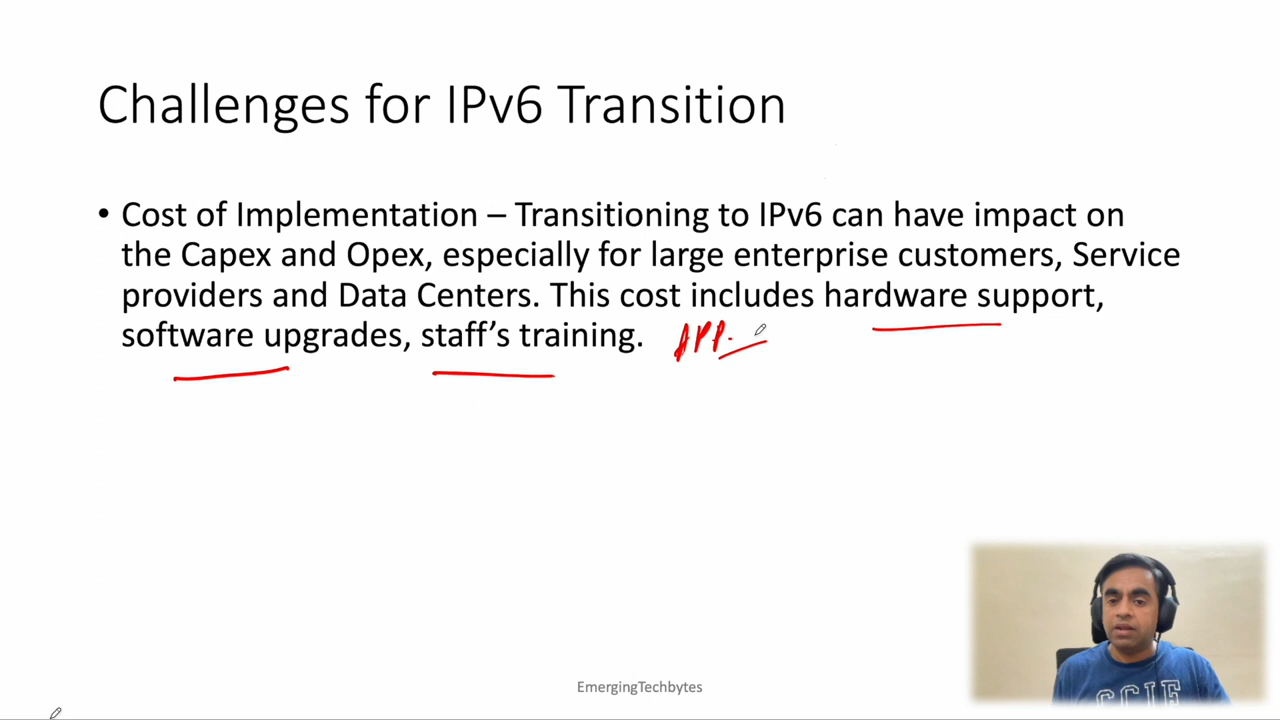 Challenges for IPv6 Transition
• Cost of Implementation – Transitioning to IPv6 can have impact on
the Capex and Opex, especially for large enterprise customers, Service
providers and Data Centers. This cost includes hardware support,
software upgrades, staff’s training. APP.
CCIE
EmergingTechbytes